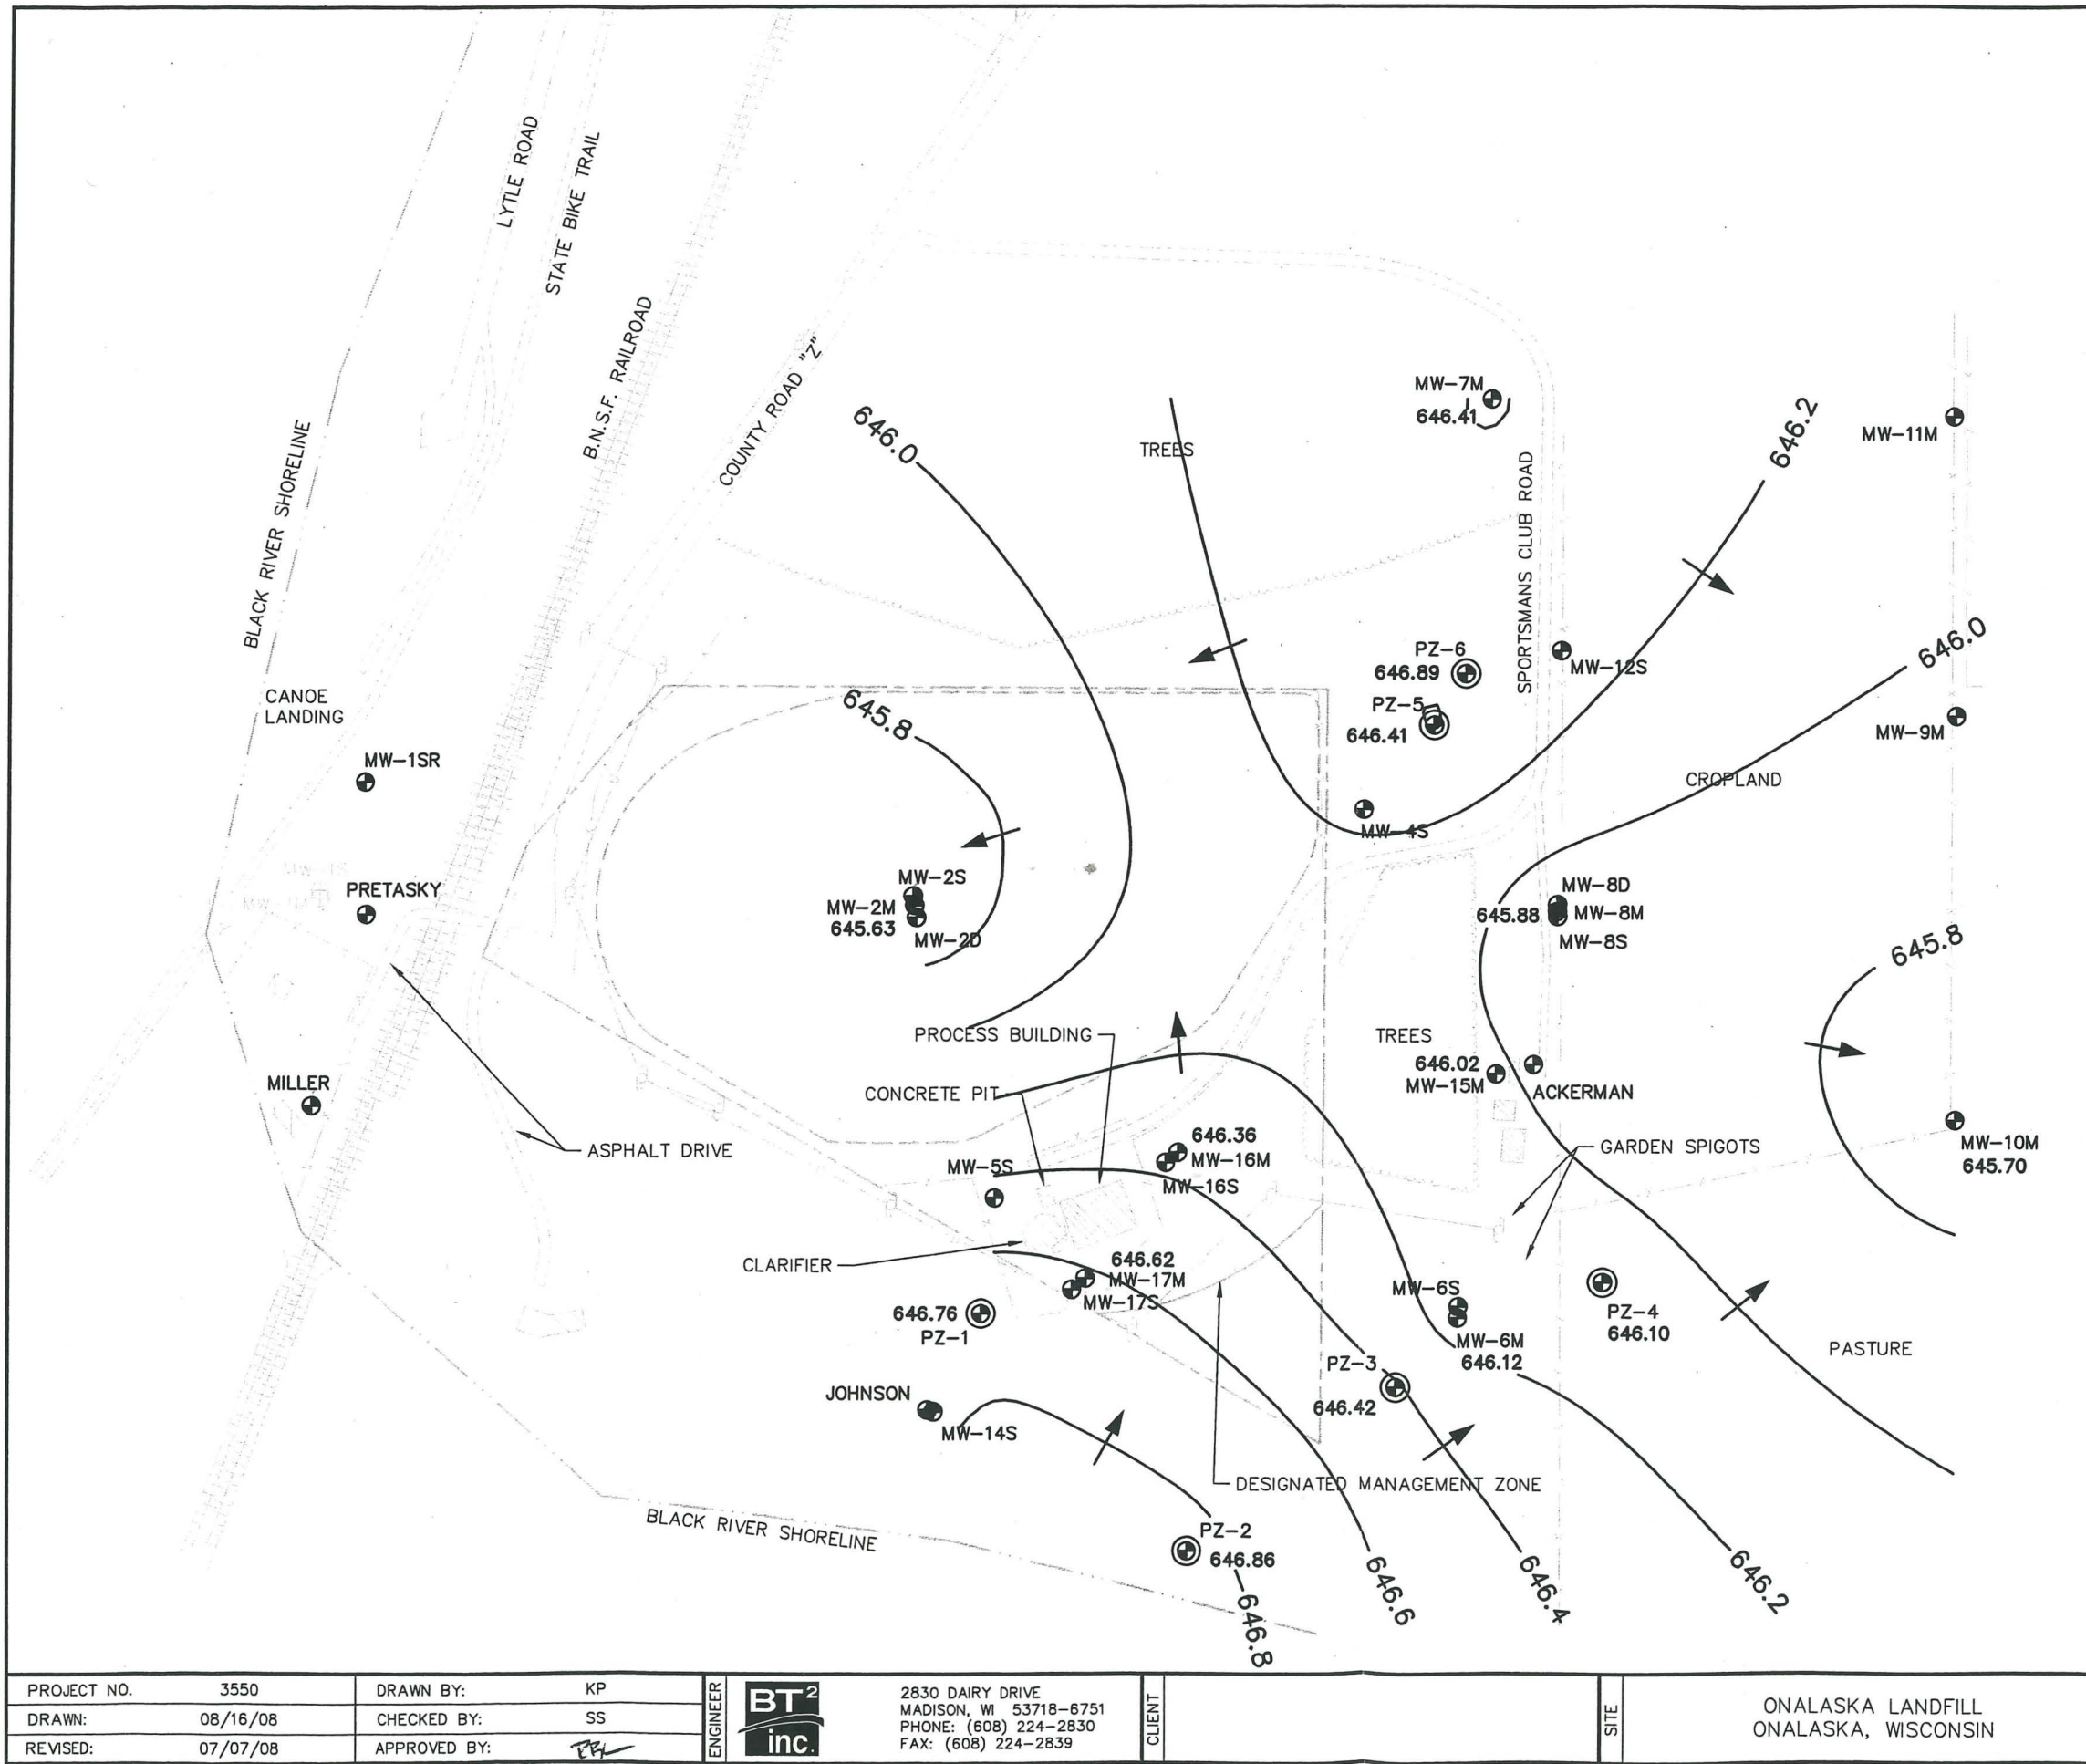 LYTLE ROAD
STATE BIKE TRAIL
B.N.S.F. RAILROAD
COUNTY ROAD "Z"
BLACK RIVER SHORELINE
646.0
TREES
MW-7M
646.41
646.2
MW-11M
SPORTSMANS CLUB ROAD
PZ-6
646.89
PZ-5
646.41
MW-12S
646.0
MW-9M
CANOE
LANDING
645.8
MW-1SR
CROPLAND
MW-4S
PRETASKY
MW-2S
MW-2M
645.63
MW-2D
MW-8D
645.88
MW-8M
MW-8S
645.8
PROCESS BUILDING
TREES
CONCRETE PIT
646.02
MW-15M
ACKERMAN
MILLER
ASPHALT DRIVE
646.36
MW-16M
MW-16S
MW-5S
GARDEN SPIGOTS
MW-10M
645.70
CLARIFIER
646.62
MW-17M
MW-17S
646.76
PZ-1
MW-6S
MW-6M
646.12
PZ-4
646.10
PASTURE
PZ-3
646.42
JOHNSON
MW-14S
DESIGNATED MANAGEMENT ZONE
BLACK RIVER SHORELINE
PZ-2
646.86
646.8
646.6
646.4
646.2
PROJECT NO. 3550
DRAWN: 08/16/08
REVISED: 07/07/08
DRAWN BY: KP
CHECKED BY: SS
APPROVED BY:
ENGINEER
BT2
inc.
2830 DAIRY DRIVE
MADISON, WI 53718-6751
PHONE: (608) 224-2830
FAX: (608) 224-2839
CLIENT
SITE
ONALASKA LANDFILL
ONALASKA, WISCONSIN